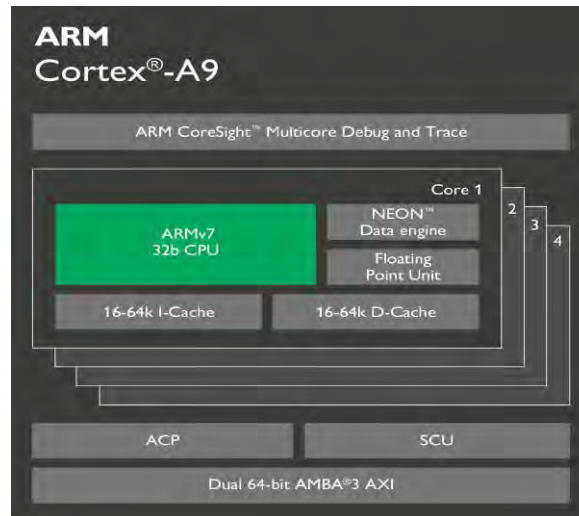 ARM
Cortex®-A9
ARM CoreSight™ Multicore Debug and Trace
Core 1
2
3
4
ARMv7
32b CPU
NEON™
Data engine
Floating
Point Unit
16-64k I-Cache
16-64k D-Cache
ACP
SCU
Dual 64-bit AMBA®3 AXI